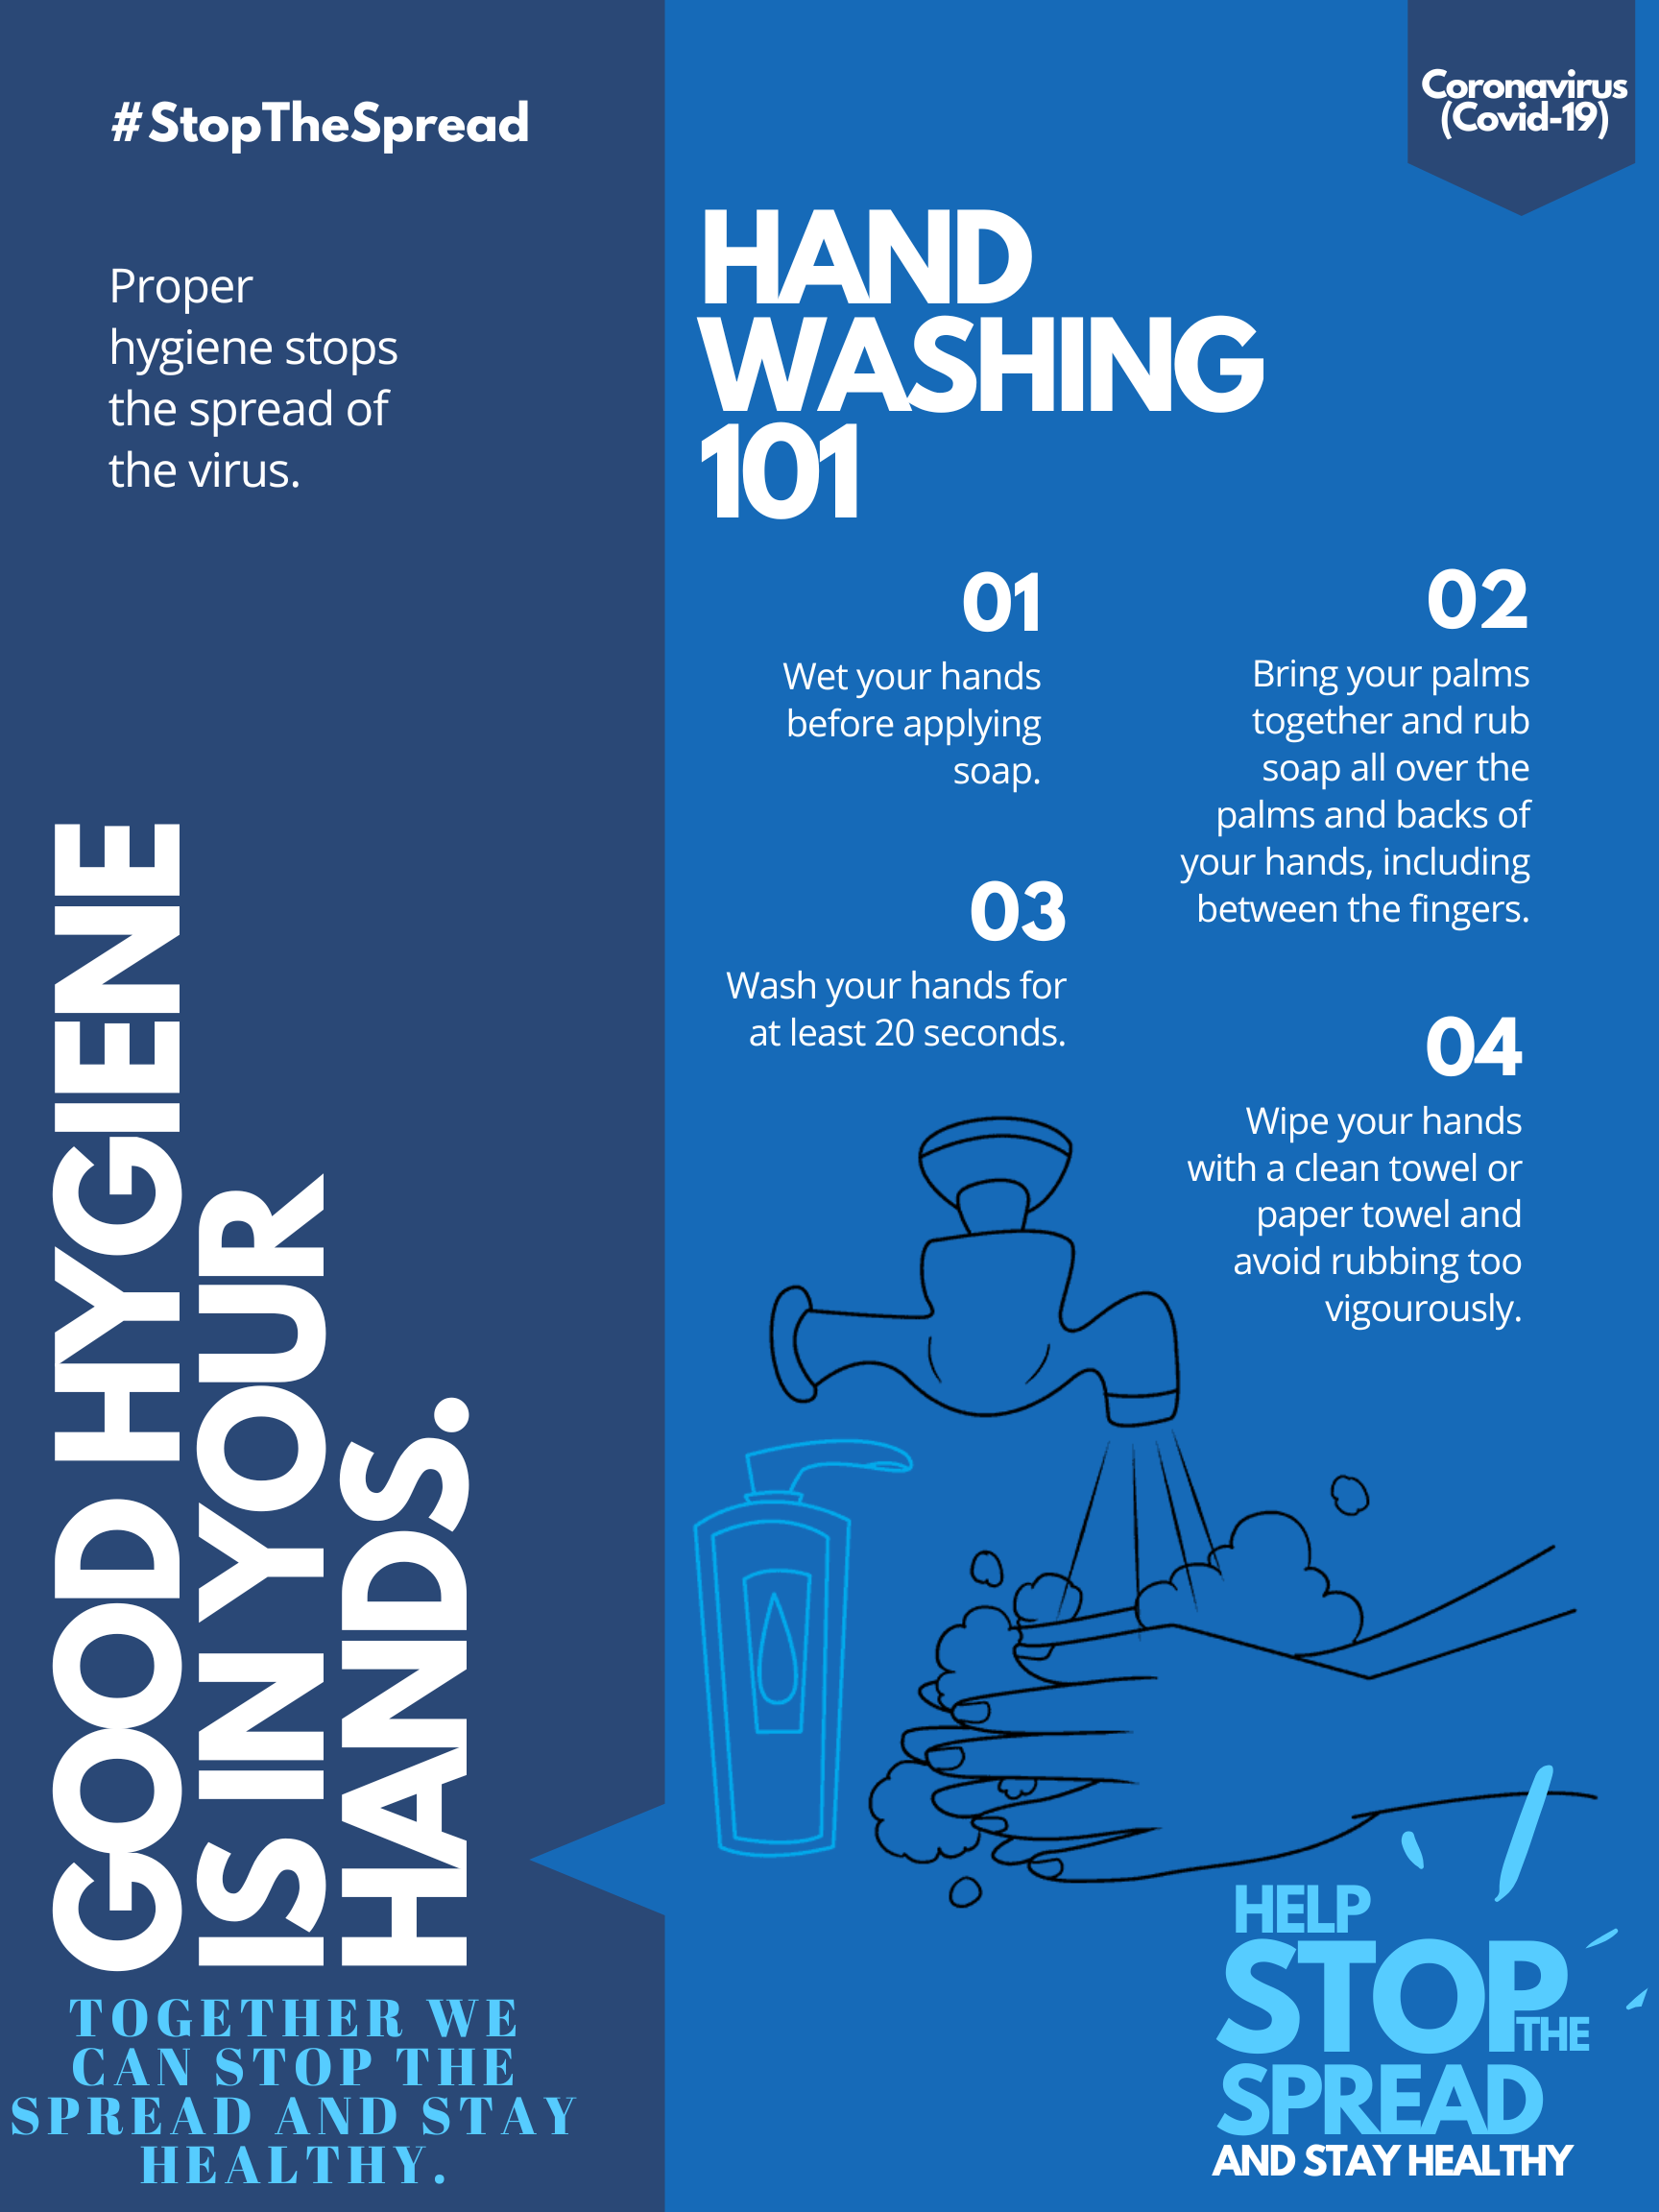 #StopTheSpread
Proper
hygiene stops
the spread of
the virus.
GOOD HYGIENE
IS IN YOUR
HANDS.
TOGETHER WE
CAN STOP THE
SPREAD AND STAY
HEALTHY.
Coronavirus
(Covid-19)
HAND
WASHING
101
01
Wet your hands
before applying
soap.
02
Bring your palms
together and rub
soap all over the
palms and backs of
your hands, including
between the fingers.
03
Wash your hands for
at least 20 seconds.
04
Wipe your hands
with a clean towel or
paper towel and
avoid rubbing too
vigourously.
HELP
STOP
THE
SPREAD
AND STAY HEALTHY